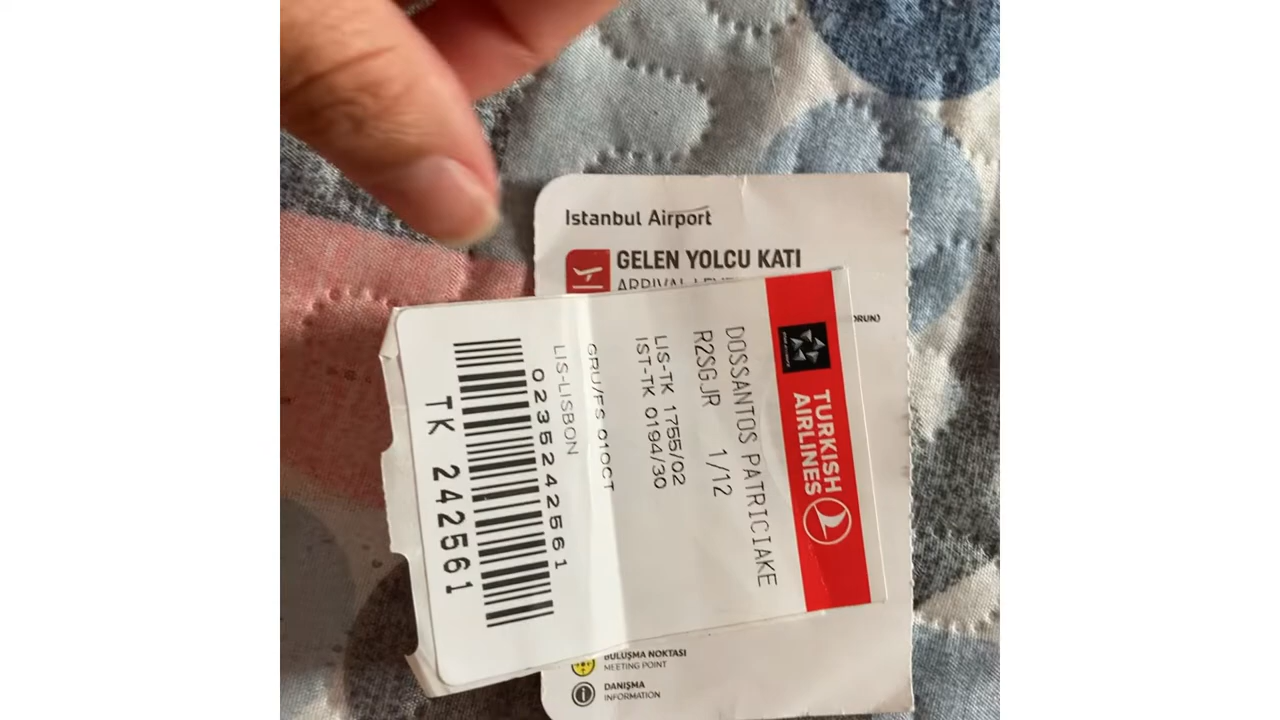 Istanbul Airport
GELEN YOLCU KATI
ORUN)
TURKISH
AIRLINES
DOSSANTOS PATRICIAKE
R2SGJR 1/12
LIS-TK 1755/02
IST-TK 0194/30
GRU/FS 01OCT
LIS-LISBON
0235242561
TK 242561
BULUŞMA NOKTASI
MEETING POINT
DANIŞMA
INFORMATION